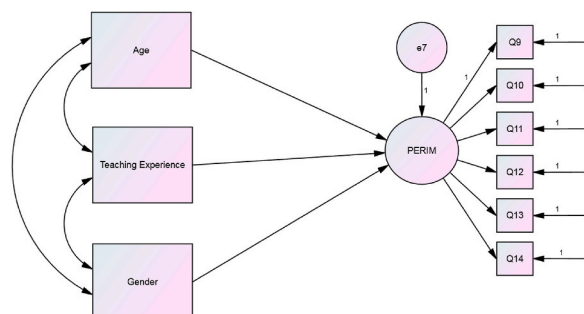 Age
Teaching Experience
Gender
e7
1
PERIM
1
Q9
1
Q10
1
Q11
1
Q12
1
Q13
1
Q14
1